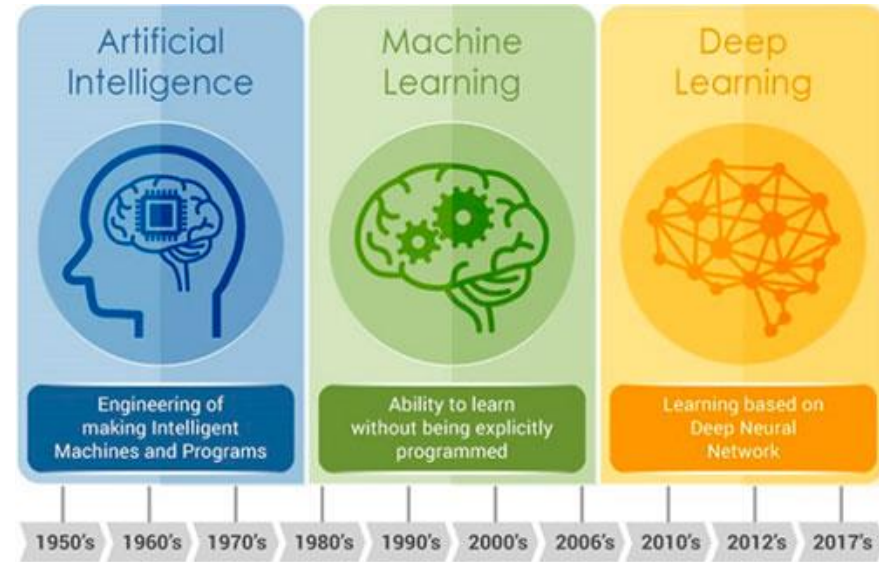 Artificial
Intelligence
Machine
Learning
Deep
Learning
Engineering of
making Intelligent
Machines and Programs
Ability to learn
without being explicitly
programmed
Learning based on
Deep Neural
Network
1950's 1960's 1970's 1980's 1990's 2000's 2006's 2010's 2012's 2017's